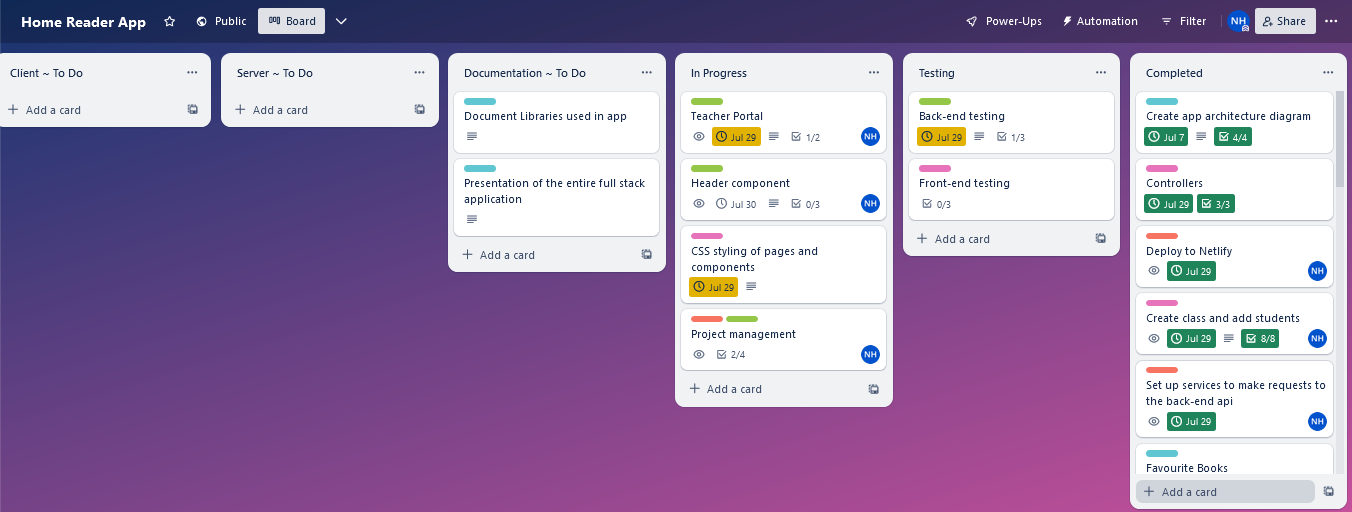 Home Reader App
Public
Board
Power-Ups
Automation
Filter
NH
Share
Client ~ To Do
Add a card
Server ~ To Do
Add a card
Documentation ~ To Do
Document Libraries used in app
Presentation of the entire full stack
application
Add a card
In Progress
Teacher Portal
Jul 29
1/2
NH
Header component
Jul 30
0/3
NH
CSS styling of pages and
components
Jul 29
Project management
2/4
NH
Add a card
Testing
Back-end testing
Jul 29
1/3
Front-end testing
0/3
Add a card
Completed
Create app architecture diagram
Jul 7
4/4
Controllers
Jul 29
3/3
Deploy to Netlify
Jul 29
NH
Create class and add students
Jul 29
8/8
NH
Set up services to make requests to
the back-end api
Jul 29
NH
Favourite Books
Add a card